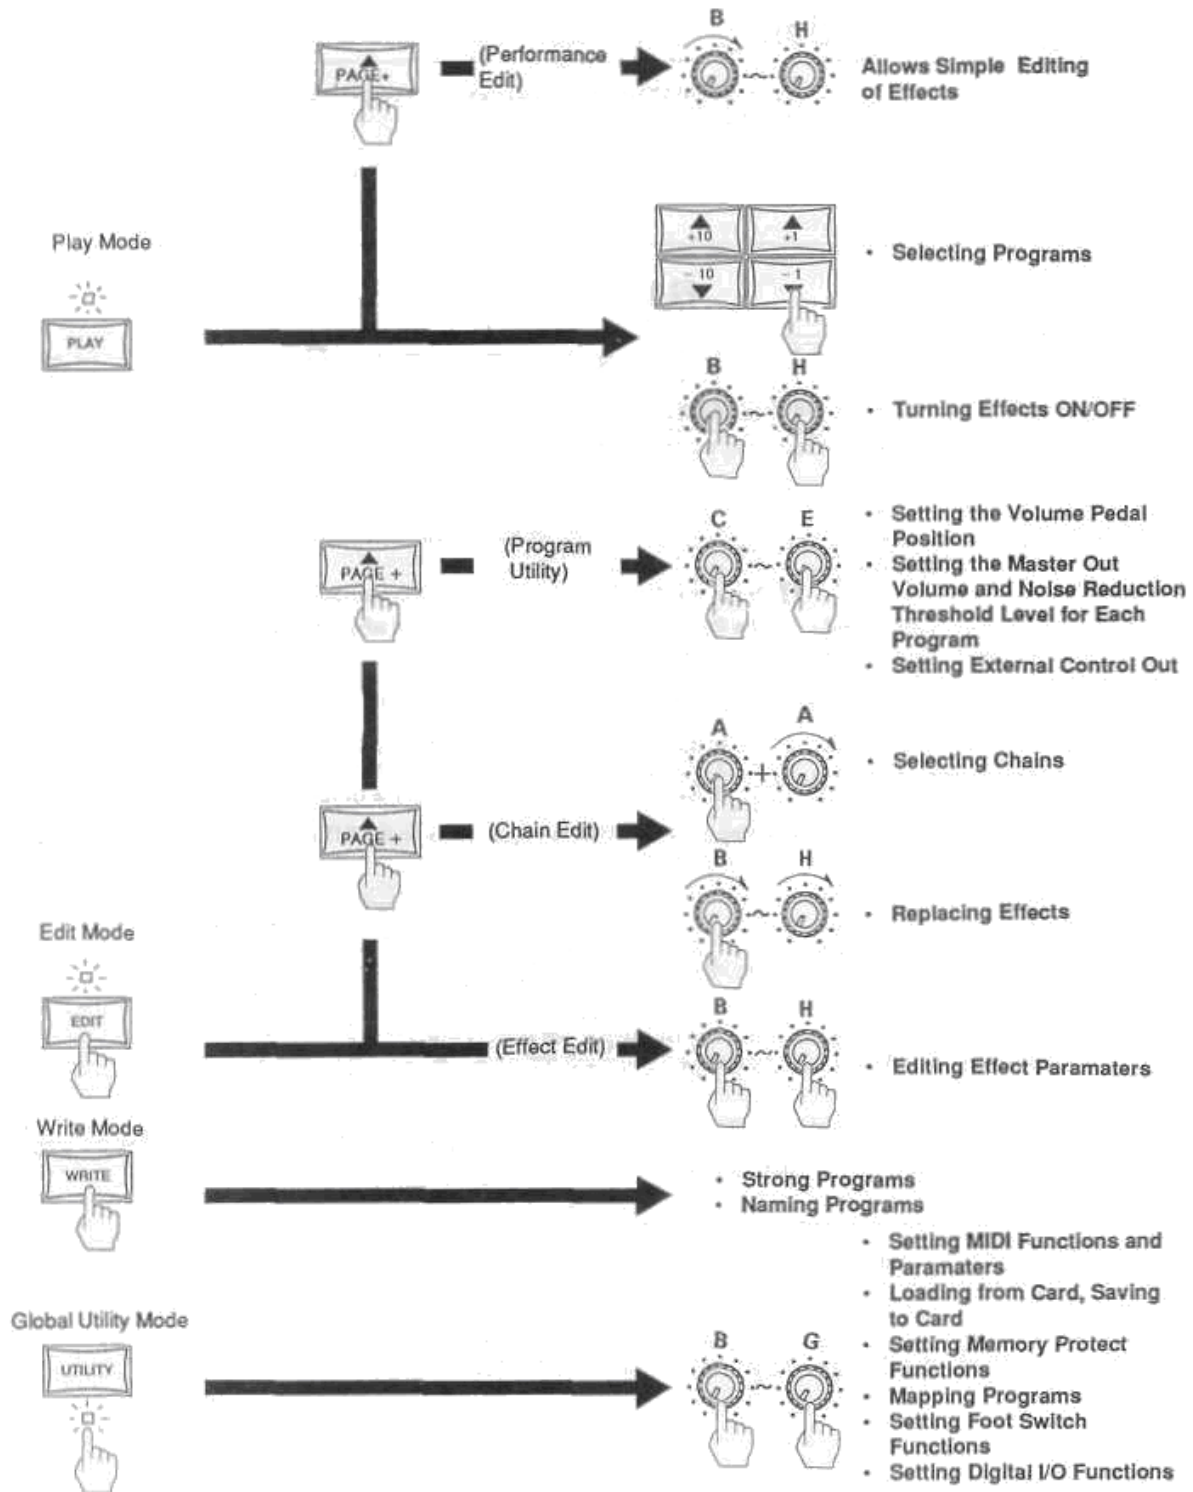 B
H
PAGE+
(Performance
Edit)
Allows Simple Editing
of Effects
Play Mode
PLAY
+10
+1
- 10
- 1
• Selecting Programs
B
H
• Turning Effects ON/OFF
PAGE +
(Program
Utility)
C
E
• Setting the Volume Pedal
Position
• Setting the Master Out
Volume and Noise Reduction
Threshold Level for Each
Program
• Setting External Control Out
A
+
A
• Selecting Chains
PAGE +
(Chain Edit)
B
H
• Replacing Effects
Edit Mode
EDIT
(Effect Edit)
B
H
• Editing Effect Paramaters
Write Mode
WRITE
• Strong Programs
• Naming Programs
Global Utility Mode
UTILITY
B
G
• Setting MIDI Functions and
Paramaters
• Loading from Card, Saving
to Card
• Setting Memory Protect
Functions
• Mapping Programs
• Setting Foot Switch
Functions
• Setting Digital I/O Functions